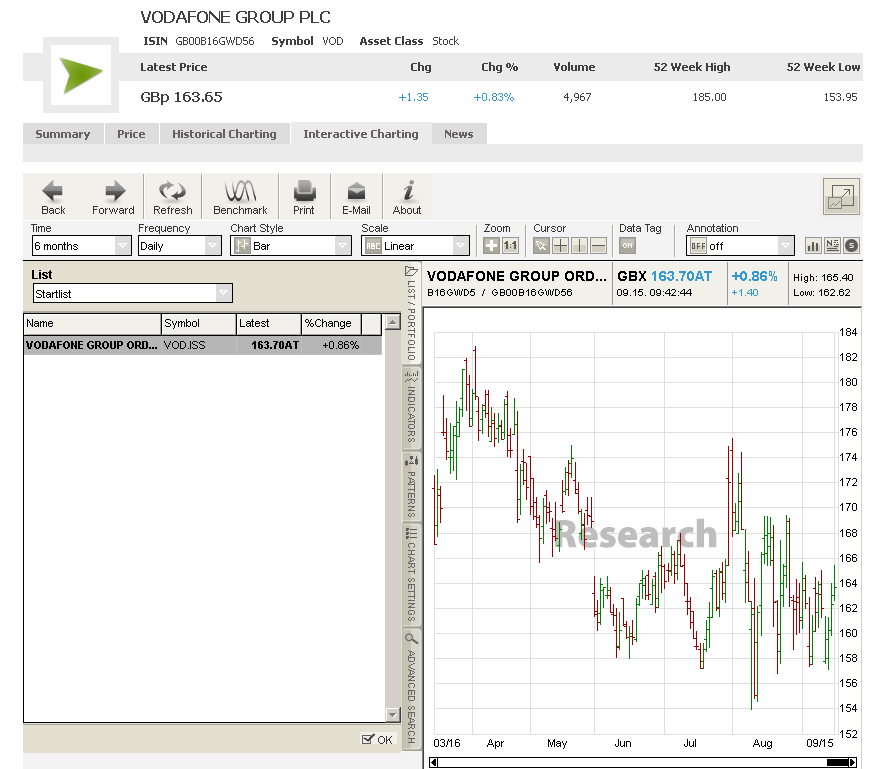 VODAFONE GROUP PLC
ISIN GB00B16GWD56 Symbol VOD Asset Class Stock
Latest Price Chg Chg % Volume 52 Week High 52 Week Low
GBp 163.65 +1.35 +0.83% 4,967 185.00 153.95
Summary Price Historical Charting Interactive Charting News
Back Forward Refresh Benchmark Print E-Mail About
Time Frequency Chart Style Scale Zoom Cursor Data Tag Annotation
6 months Daily Bar ABC Linear 1:1 ON OFF off
List
Startlist
Name Symbol Latest %Change
VODAFONE GROUP ORD... VOD.ISS 163.70AT +0.86%
OK
LIST / PORTFOLIO
INDICATORS
PATTERNS
CHART SETTINGS
ADVANCED SEARCH
VODAFONE GROUP ORD... GBX 163.70AT +0.86% High: 165.40
B16GWD5 / GB00B16GWD56 09.15. 09:42:44 +1.40 Low: 162.62
184
182
180
178
176
174
172
170
168
166
164
162
160
158
156
154
152
Research
03/16 Apr May Jun Jul Aug 09/15